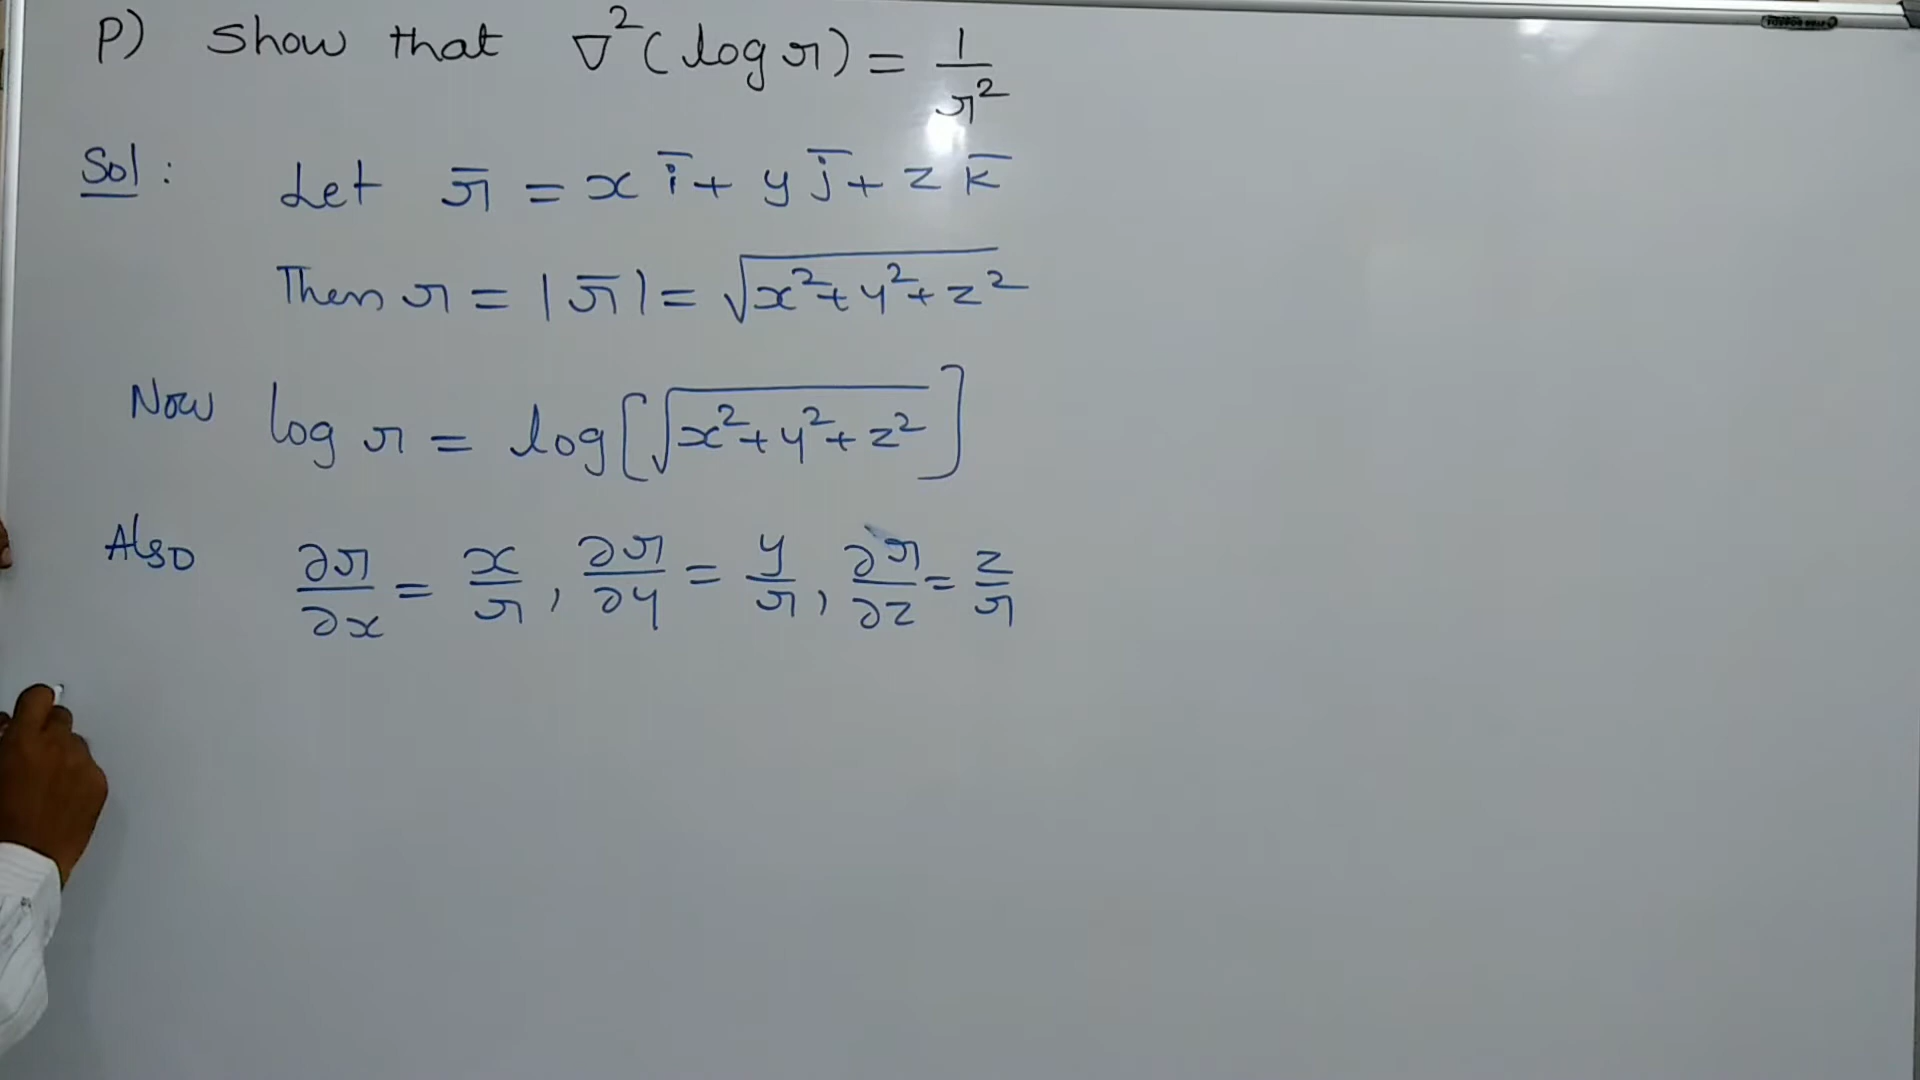 P) Show that ∇²(log r) = 1/r²
Sol: Let r̄ = x ī + y j̄ + z k̄
Then r = |r̄| = √(x²+y²+z²)
Now log r = log[√(x²+y²+z²)]
Also ∂r/∂x = x/r, ∂r/∂y = y/r, ∂r/∂z = z/r